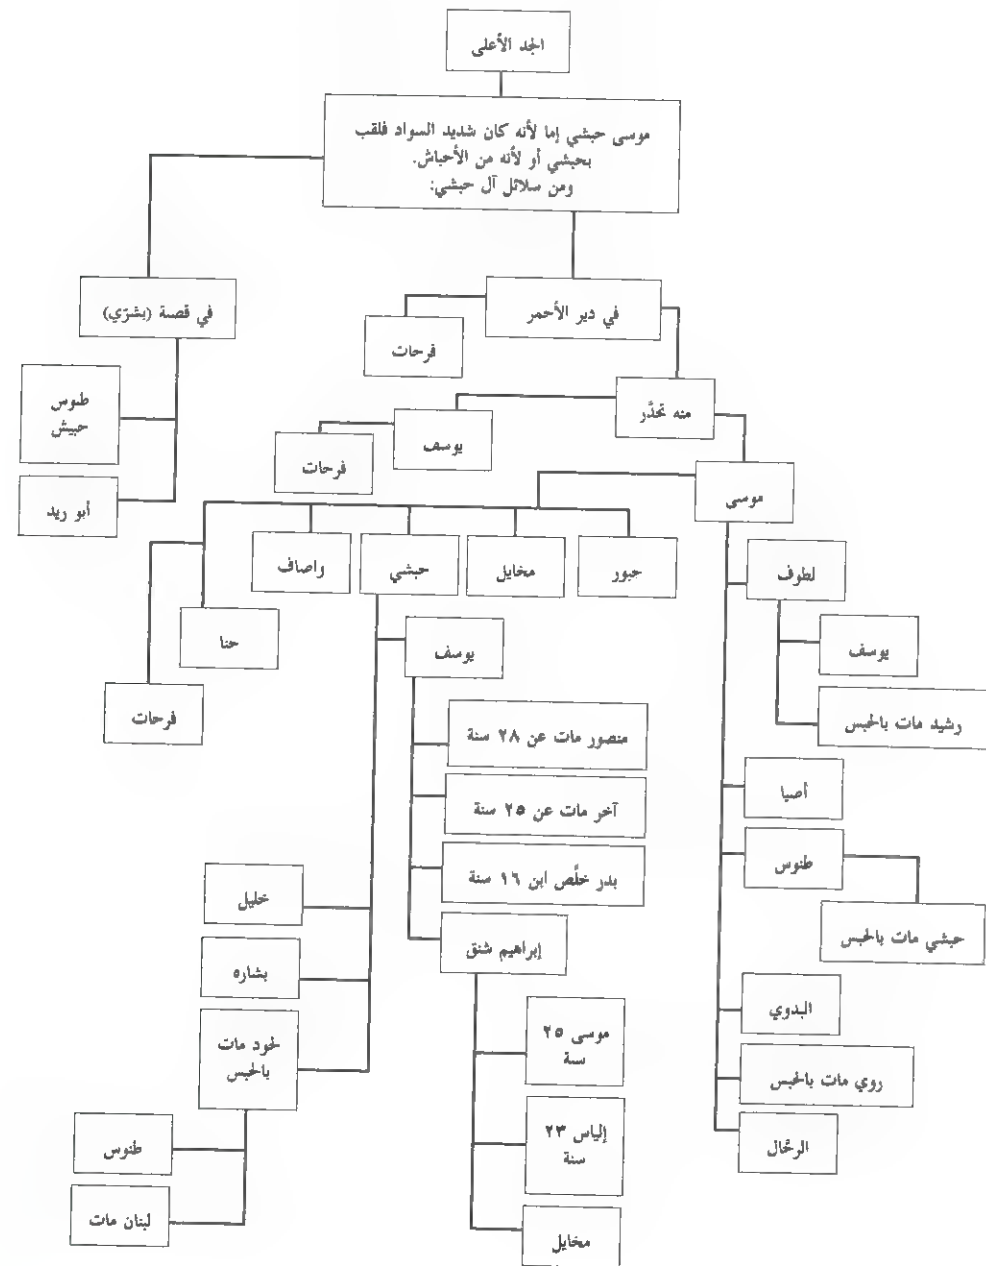 الجد الأعلى
موسى حبشي إما لأنه كان شديد السواد فلقب
بحبشي أو لأنه من الأحباش.
ومن سلائل آل حبشي:
في قصة (بشرّي)
في دير الأحمر
فرحات
طنوس
حبيش
أبو ريد
منه تحدَّر
يوسف
فرحات
موسى
حبور
مخايل
حبشي
واصاف
حنا
فرحات
لطوف
يوسف
رشيد مات بالحبس
يوسف
منصور مات عن ٢٨ سنة
آخر مات عن ٢٥ سنة
بدر خلَّص ابن ١٦ سنة
إبراهيم شنق
أصيا
طنوس
حبشي مات بالحبس
خليل
بشاره
لحود مات
بالحبس
موسى ٢٥
سنة
إلياس ٢٣
سنة
مخايل
البدوي
روي مات بالحبس
الرحَّال
طنوس
لبنان مات